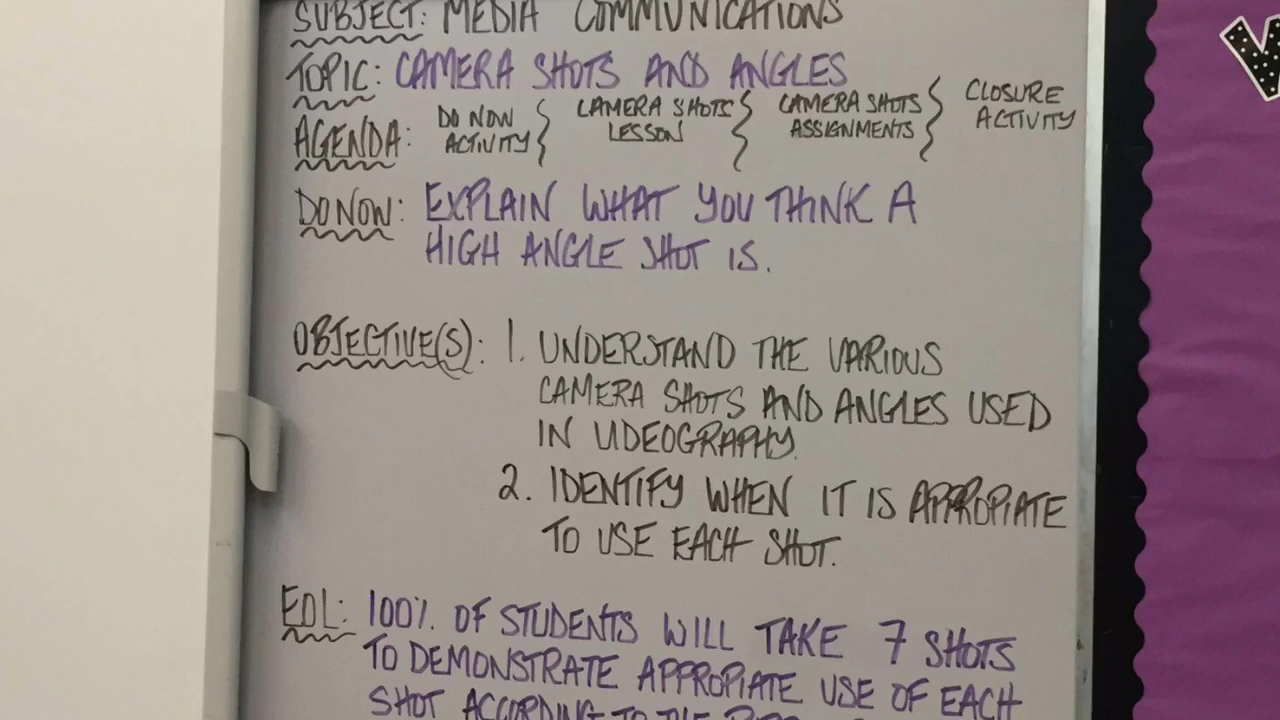 SUBJECT: MEDIA COMMUNICATIONS
TOPIC: CAMERA SHOTS AND ANGLES
AGENDA: DO NOW ACTIVITY } CAMERA SHOTS LESSON } CAMERA SHOTS ASSIGNMENTS } CLOSURE ACTIVITY
DO NOW: EXPLAIN WHAT YOU THINK A
HIGH ANGLE SHOT IS.
OBJECTIVE(S): 1. UNDERSTAND THE VARIOUS
CAMERA SHOTS AND ANGLES USED
IN VIDEOGRAPHY.
2. IDENTIFY WHEN IT IS APPROPIATE
TO USE EACH SHOT.
EOL: 100% OF STUDENTS WILL TAKE 7 SHOTS
TO DEMONSTRATE APPROPIATE USE OF EACH
SHOT ACCORDING TO THE